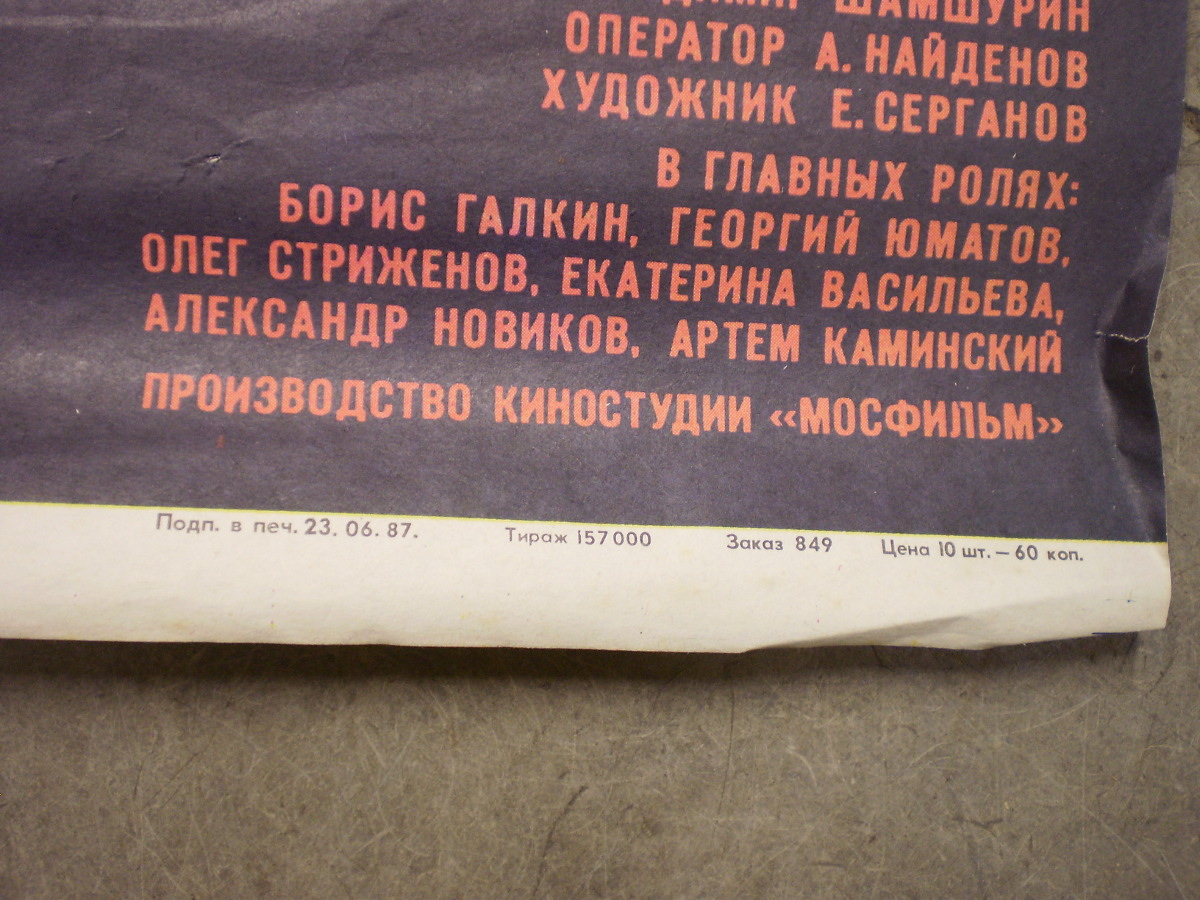 ШАМШУРИН
ОПЕРАТОР А. НАЙДЕНОВ
ХУДОЖНИК Е. СЕРГАНОВ
В ГЛАВНЫХ РОЛЯХ:
БОРИС ГАЛКИН, ГЕОРГИЙ ЮМАТОВ,
ОЛЕГ СТРИЖЕНОВ, ЕКАТЕРИНА ВАСИЛЬЕВА,
АЛЕКСАНДР НОВИКОВ, АРТЕМ КАМИНСКИЙ
ПРОИЗВОДСТВО КИНОСТУДИИ «МОСФИЛЬМ»
Подп. в печ. 23. 06. 87. Тираж 157000 Заказ 849 Цена 10 шт. — 60 коп.